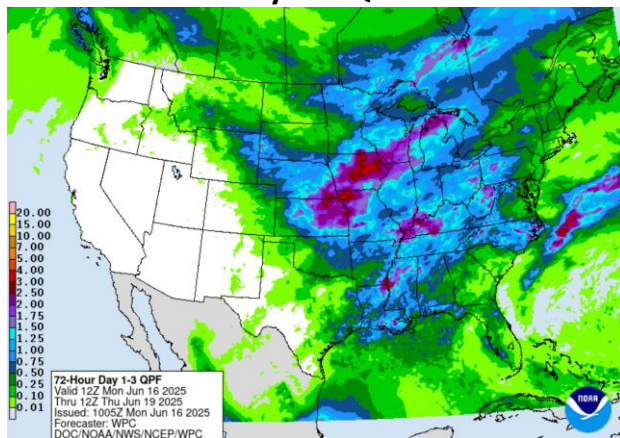 20.00
15.00
10.00
7.00
5.00
4.00
3.00
2.50
2.00
1.75
1.50
1.25
1.00
0.75
0.50
0.25
0.10
0.01
72-Hour Day 1-3 QPF
Valid 12Z Mon Jun 16 2025
Thru 12Z Thu Jun 19 2025
Issued: 1005Z Mon Jun 16 2025
Forecaster: WPC
DOC/NOAA/NWS/NCEP/WPC
NOAA